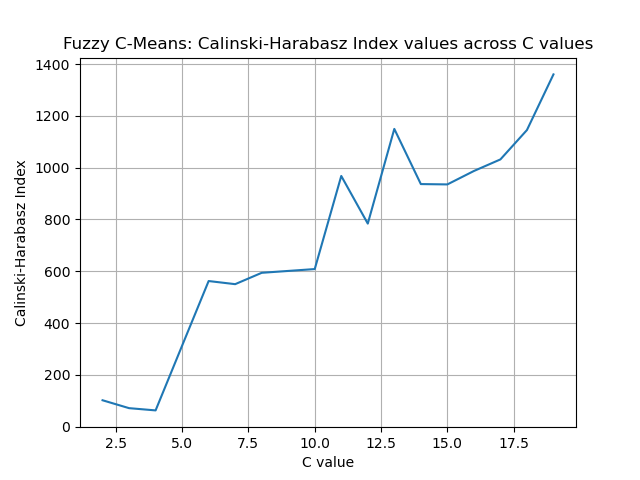 Fuzzy C-Means: Calinski-Harabasz Index values across C values
1400
1200
1000
800
600
400
200
0
Calinski-Harabasz Index
2.5 5.0 7.5 10.0 12.5 15.0 17.5
C value